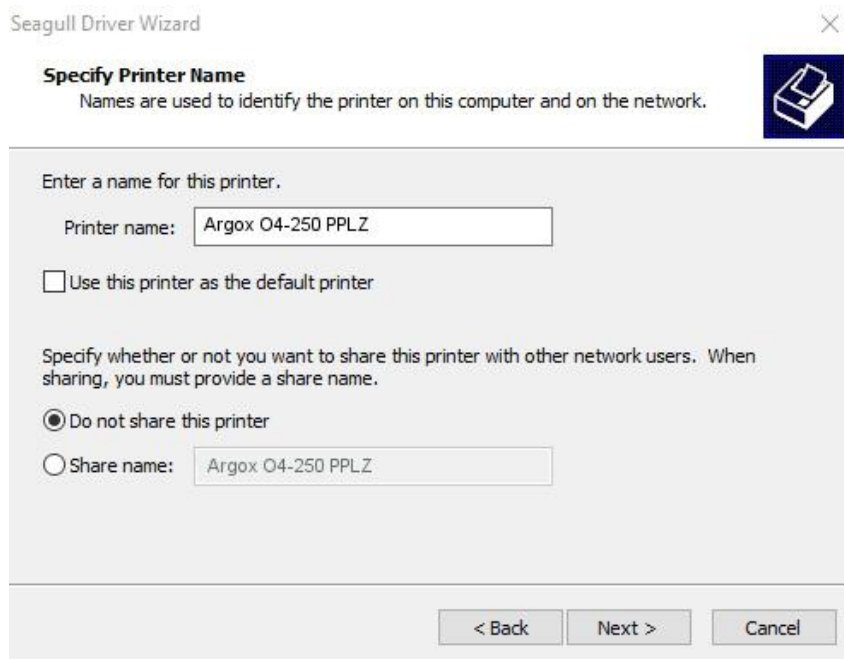 Seagull Driver Wizard
Specify Printer Name
Names are used to identify the printer on this computer and on the network.
Enter a name for this printer.
Printer name: Argox O4-250 PPLZ
Use this printer as the default printer
Specify whether or not you want to share this printer with other network users. When
sharing, you must provide a share name.
Do not share this printer
Share name: Argox O4-250 PPLZ
< Back Next > Cancel